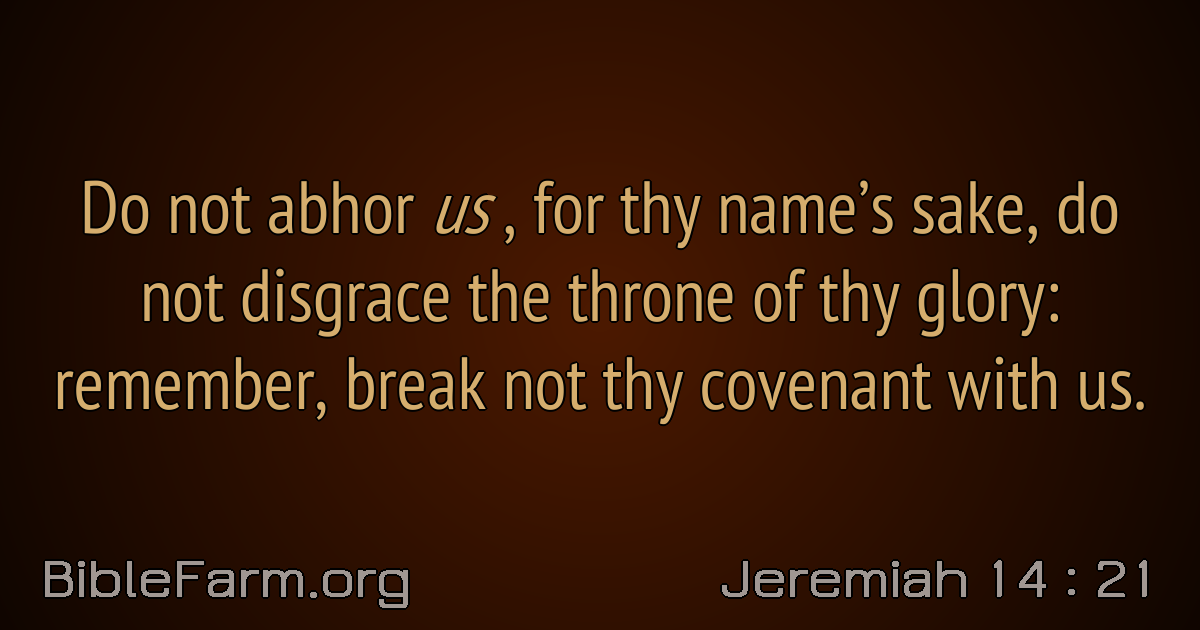 Do not abhor us , for thy name’s sake, do
not disgrace the throne of thy glory:
remember, break not thy covenant with us.
BibleFarm.org
Jeremiah 14 : 21